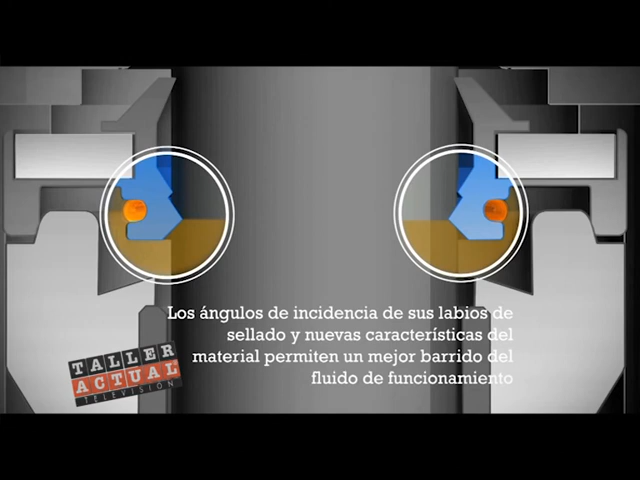 Los ángulos de incidencia de sus labios de
sellado y nuevas características del
material permiten un mejor barrido del
fluido de funcionamiento
TALLER
ACTUAL
TELEVISIÓN